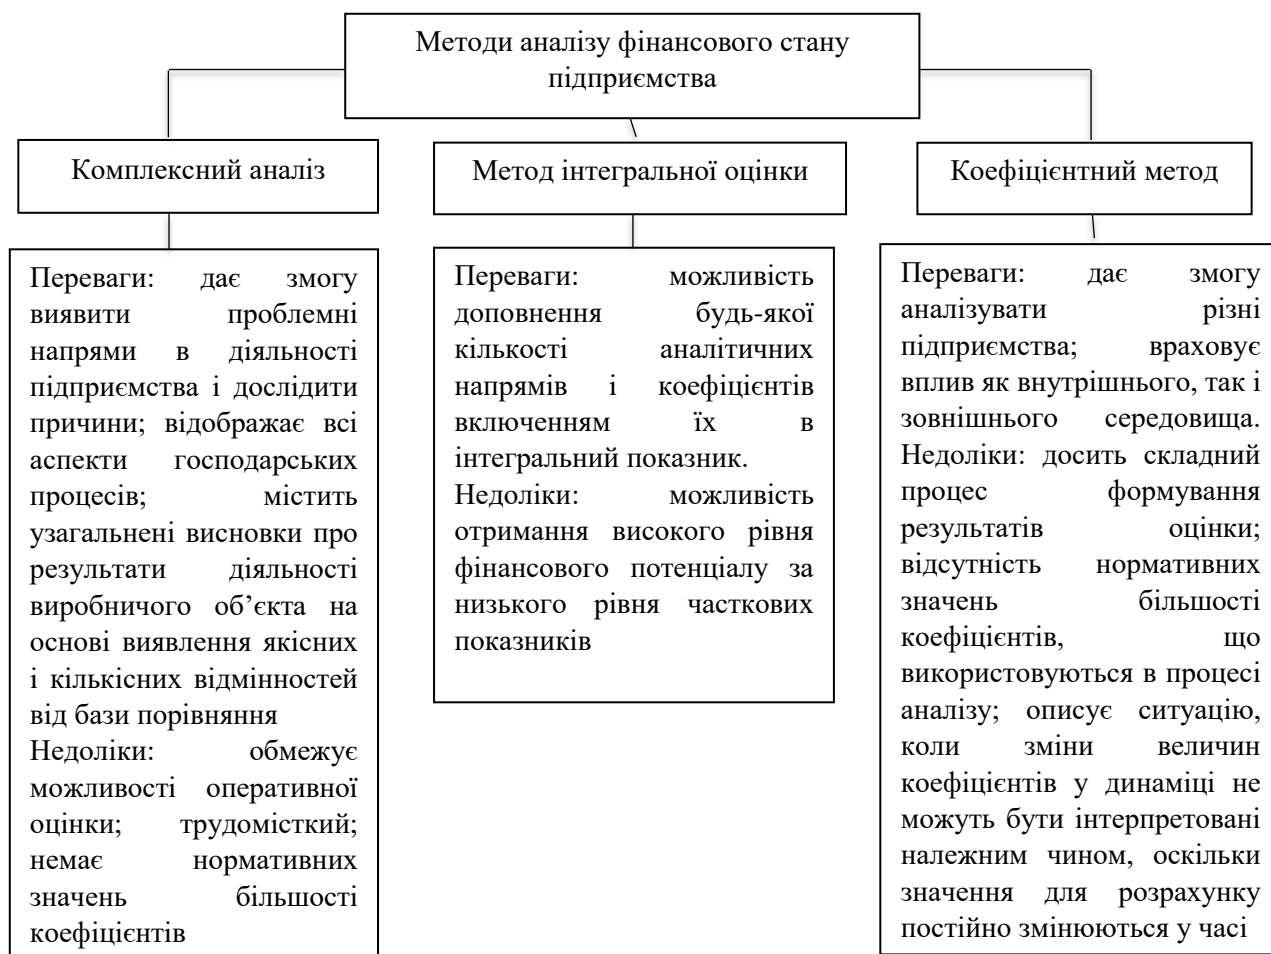 Методи аналізу фінансового стану
підприємства
Комплексний аналіз
Метод інтегральної оцінки
Коефіцієнтний метод
Переваги: дає змогу
виявити проблемні
напрями в діяльності
підприємства і дослідити
причини; відображає всі
аспекти господарських
процесів; містить
узагальнені висновки про
результати діяльності
виробничого об’єкта на
основі виявлення якісних
і кількісних відмінностей
від бази порівняння
Недоліки: обмежує
можливості оперативної
оцінки; трудомісткий;
немає нормативних
значень більшості
коефіцієнтів
Переваги: можливість
доповнення будь-якої
кількості аналітичних
напрямів і коефіцієнтів
включенням їх в
інтегральний показник.
Недоліки: можливість
отримання високого рівня
фінансового потенціалу за
низького рівня часткових
показників
Переваги: дає змогу
аналізувати різні
підприємства; враховує
вплив як внутрішнього, так і
зовнішнього середовища.
Недоліки: досить складний
процес формування
результатів оцінки;
відсутність нормативних
значень більшості
коефіцієнтів, що
використовуються в процесі
аналізу; описує ситуацію,
коли зміни величин
коефіцієнтів у динаміці не
можуть бути інтерпретовані
належним чином, оскільки
значення для розрахунку
постійно змінюються у часі